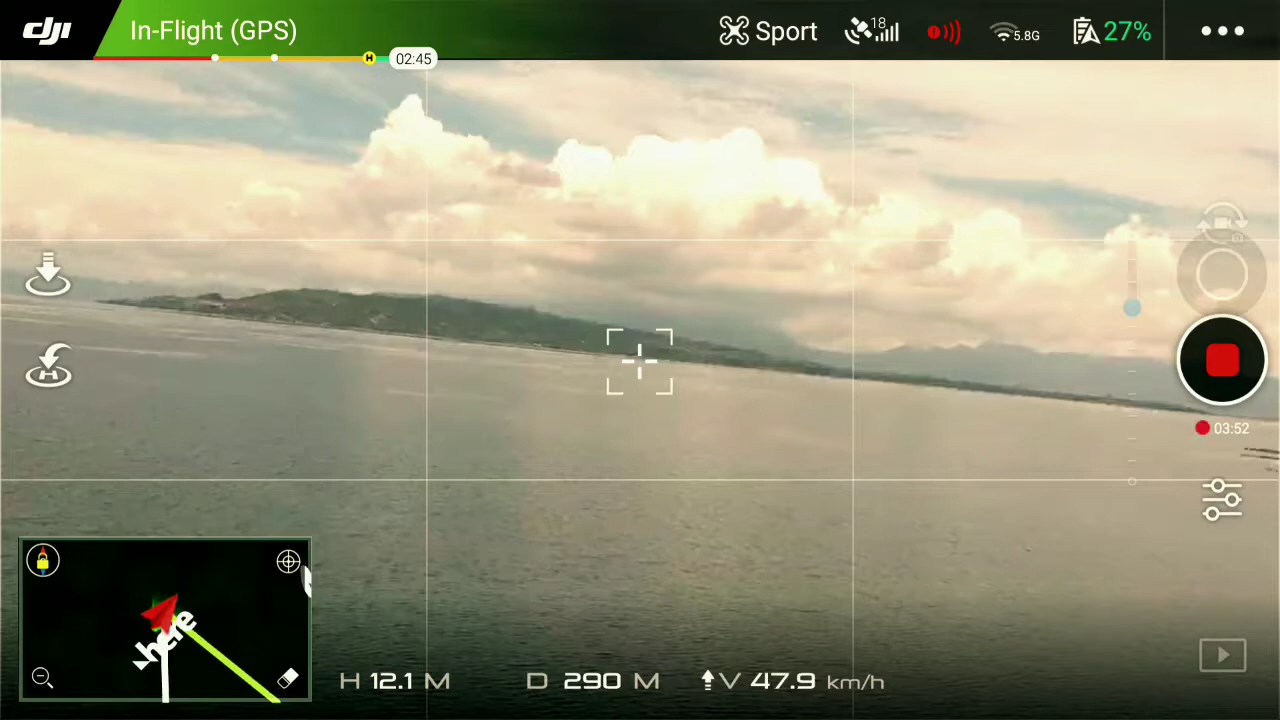 dji In-Flight (GPS) Sport 18 5.8G 27%
H 02:45
03:52
here
H 12.1 M D 290 M V 47.9 km/h